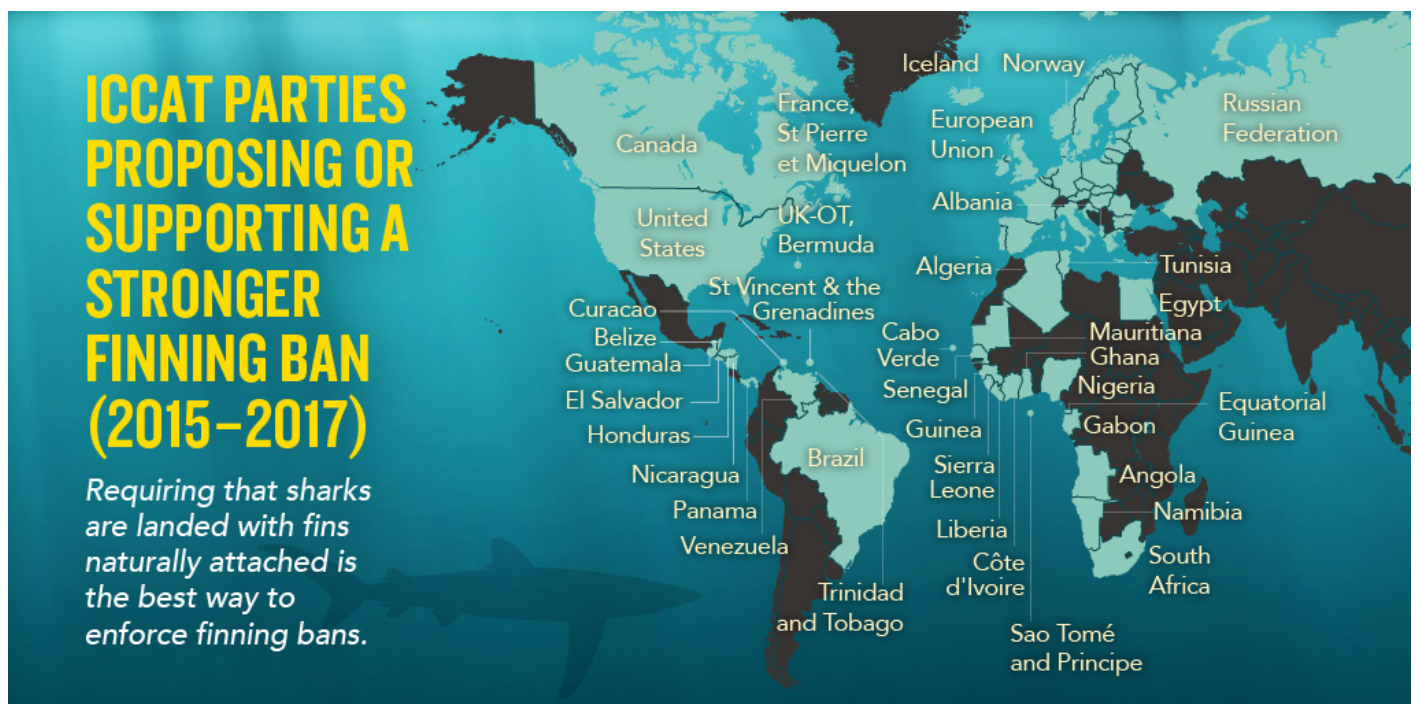 ICCAT PARTIES
PROPOSING OR
SUPPORTING A
STRONGER
FINNING BAN
(2015–2017)
Requiring that sharks
are landed with fins
naturally attached is
the best way to
enforce finning bans.
Canada
United
States
France,
St Pierre
et Miquelon
UK-OT,
Bermuda
St Vincent & the
Grenadines
Curacao
Belize
Guatemala
El Salvador
Honduras
Nicaragua
Panama
Venezuela
Brazil
Trinidad
and Tobago
Iceland
Norway
European
Union
Russian
Federation
Albania
Algeria
Tunisia
Egypt
Cabo
Verde
Mauritiana
Ghana
Senegal
Nigeria
Equatorial
Guinea
Gabon
Guinea
Sierra
Leone
Angola
Namibia
Liberia
Côte
d'Ivoire
South
Africa
Sao Tomé
and Principe